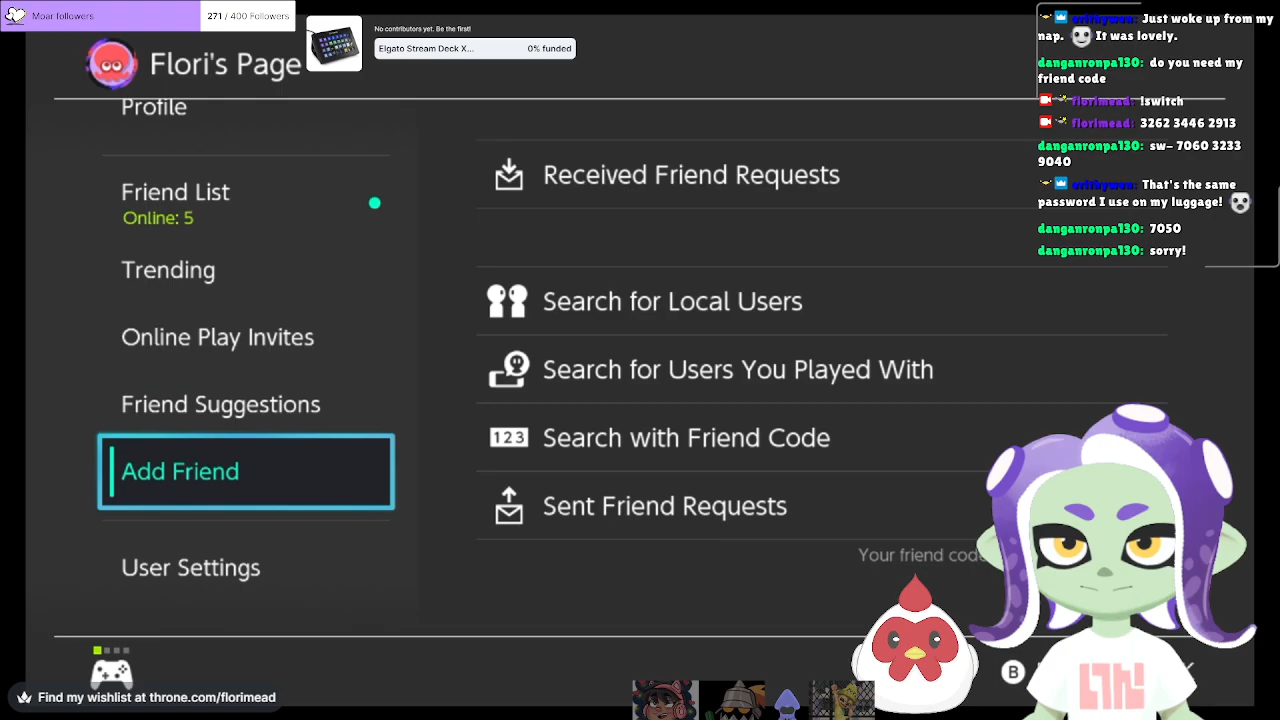 Moar followers
271 / 400 Followers
No contributors yet. Be the first!
Elgato Stream Deck X...
0% funded
Flori's Page
Profile
Friend List
Online: 5
Trending
Online Play Invites
Friend Suggestions
Add Friend
User Settings
Received Friend Requests
Search for Local Users
Search for Users You Played With
123 Search with Friend Code
Sent Friend Requests
Your friend code
B
Find my wishlist at throne.com/florimead
Just woke up from my
nap. It was lovely.
danganronpa130: do you need my
friend code
florimead: !switch
florimead: 3262 3446 2913
danganronpa130: sw- 7060 3233
9040
That's the same
password I use on my luggage!
danganronpa130: 7050
danganronpa130: sorry!